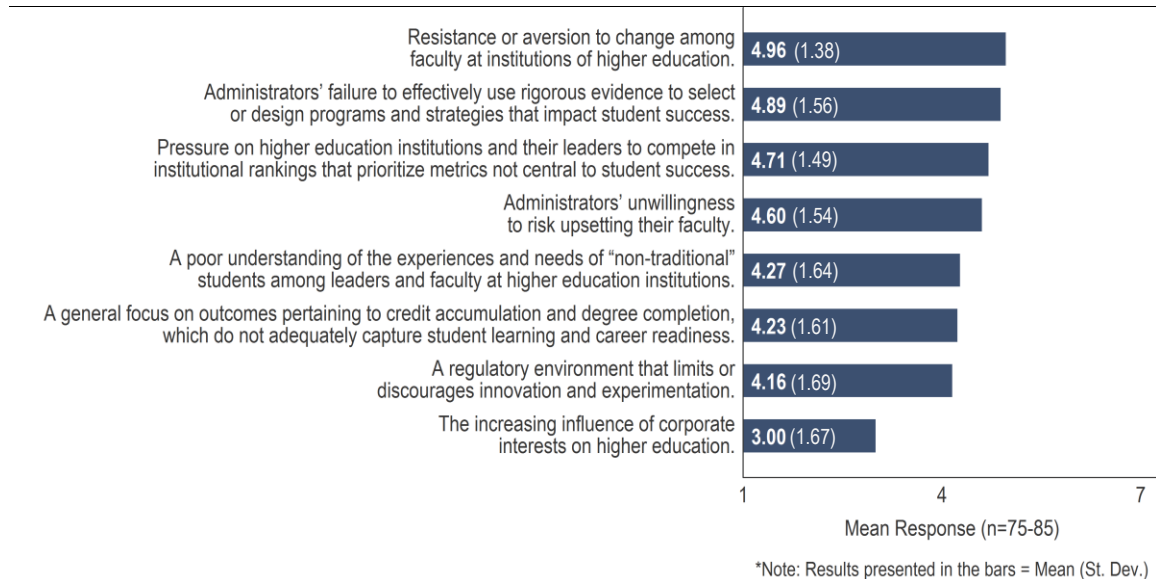 Resistance or aversion to change among
faculty at institutions of higher education.
4.96 (1.38)
Administrators’ failure to effectively use rigorous evidence to select
or design programs and strategies that impact student success.
4.89 (1.56)
Pressure on higher education institutions and their leaders to compete in
institutional rankings that prioritize metrics not central to student success.
4.71 (1.49)
Administrators’ unwillingness
to risk upsetting their faculty.
4.60 (1.54)
A poor understanding of the experiences and needs of “non-traditional”
students among leaders and faculty at higher education institutions.
4.27 (1.64)
A general focus on outcomes pertaining to credit accumulation and degree completion,
which do not adequately capture student learning and career readiness.
4.23 (1.61)
A regulatory environment that limits or
discourages innovation and experimentation.
4.16 (1.69)
The increasing influence of corporate
interests on higher education.
3.00 (1.67)
1 4 7
Mean Response (n=75-85)
*Note: Results presented in the bars = Mean (St. Dev.)